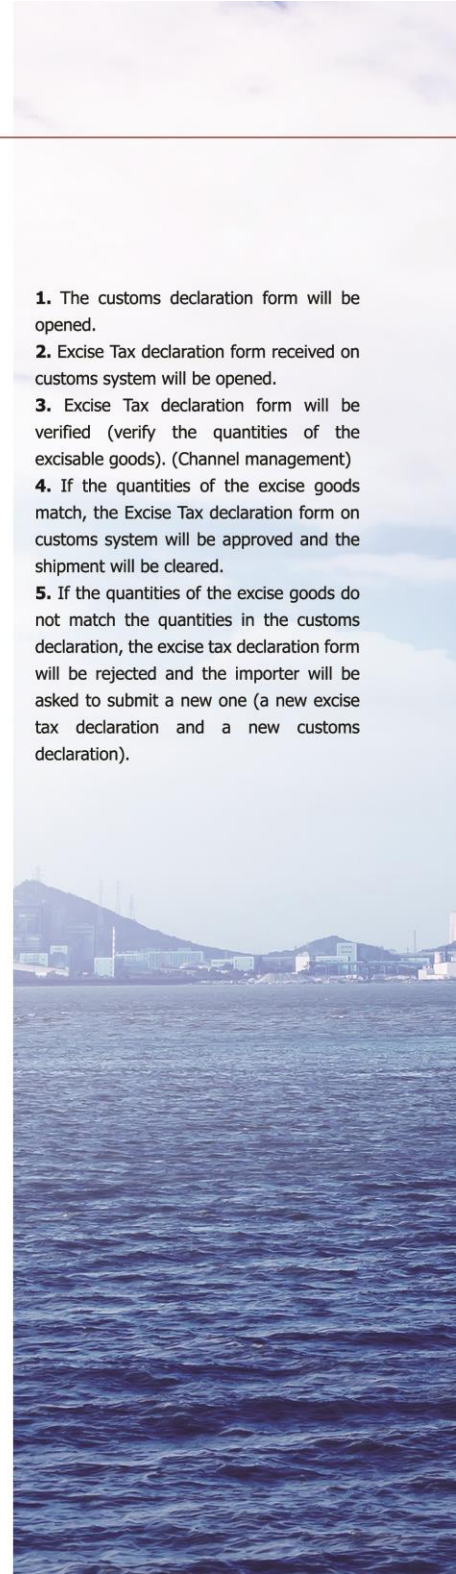 1. The customs declaration form will be
opened.
2. Excise Tax declaration form received on
customs system will be opened.
3. Excise Tax declaration form will be
verified (verify the quantities of the
excisable goods). (Channel management)
4. If the quantities of the excise goods
match, the Excise Tax declaration form on
customs system will be approved and the
shipment will be cleared.
5. If the quantities of the excise goods do
not match the quantities in the customs
declaration, the excise tax declaration form
will be rejected and the importer will be
asked to submit a new one (a new excise
tax declaration and a new customs
declaration).